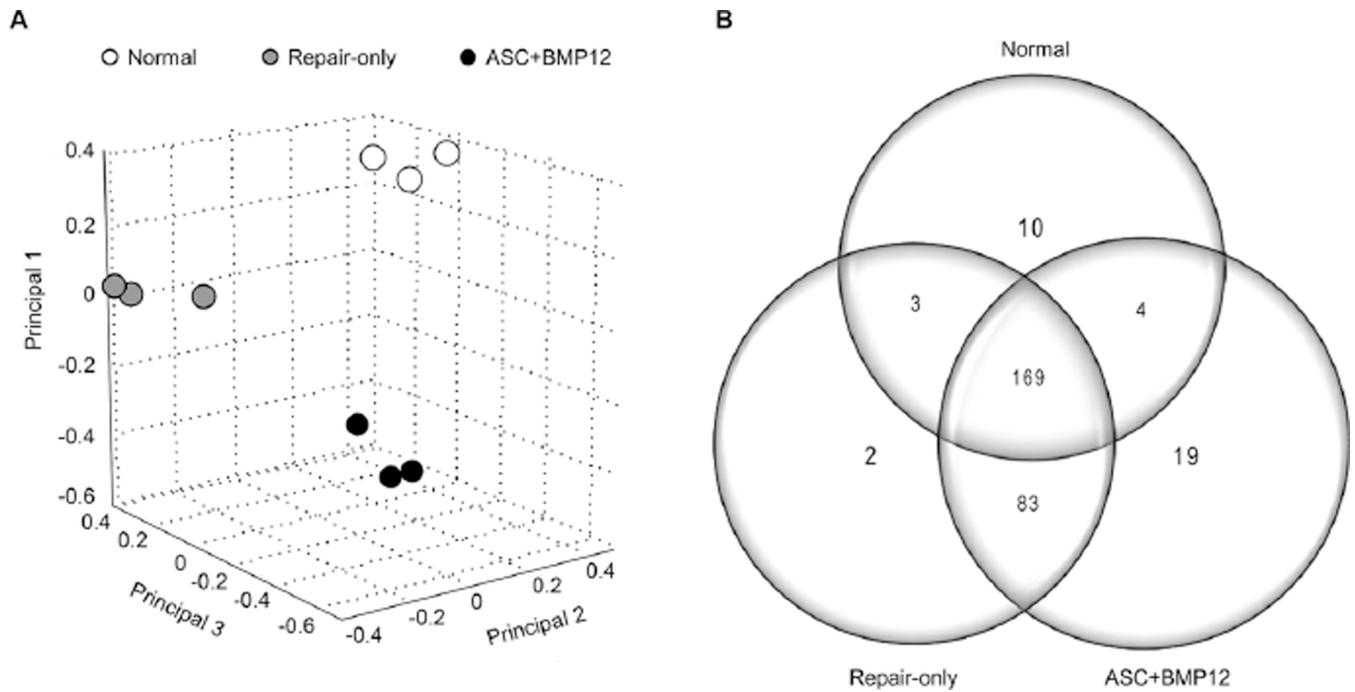 A
Normal Repair-only ASC+BMP12
Principal 1
0.4
0.2
0
-0.2
-0.4
-0.6
0.4
0.2
0
-0.2
-0.4
-0.6
Principal 3
-0.4
-0.2
0
0.2
0.4
Principal 2
B
Normal
10
3
4
169
2
19
83
Repair-only
ASC+BMP12